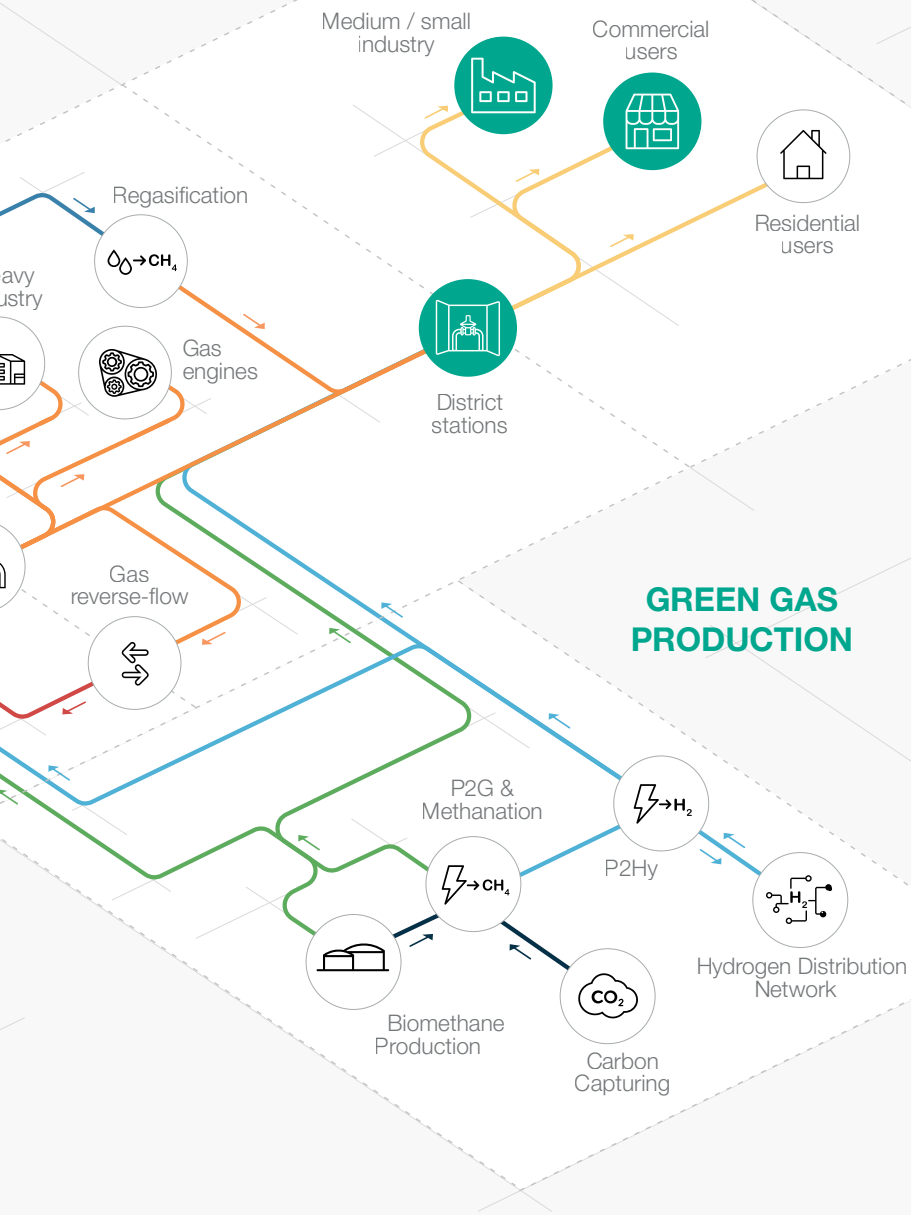 Medium / small
industry
Commercial
users
Regasification
→CH₄
Residential
users
Gas
engines
District
stations
Gas
reverse-flow
GREEN GAS
PRODUCTION
P2G &
Methanation
→H₂
P2Hy
→CH₄
H₂
Hydrogen Distribution
Network
CO₂
Biomethane
Production
Carbon
Capturing